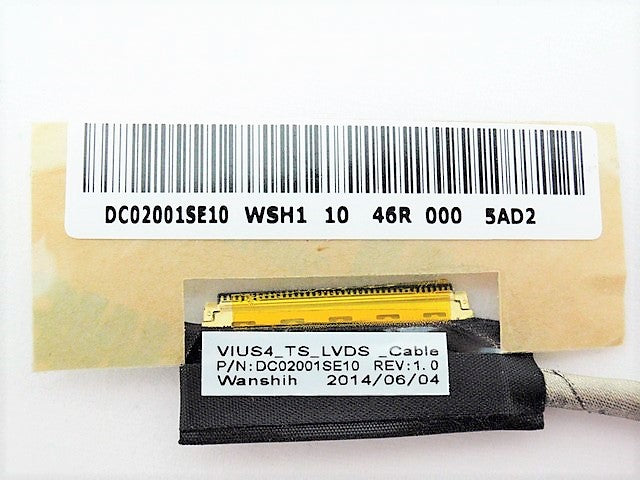 DC02001SE10 WSH1 10 46R 000 5AD2
VIUS4_TS_LVDS _Cable
P/N:DC02001SE10 REV:1.0
Wanshih 2014/06/04